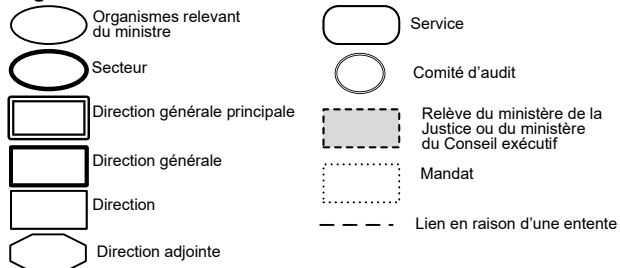 Organismes relevant
du ministre
Secteur
Direction générale principale
Direction générale
Direction
Direction adjointe
Service
Comité d'audit
Relève du ministère de la
Justice ou du ministère
du Conseil exécutif
Mandat
Lien en raison d'une entente